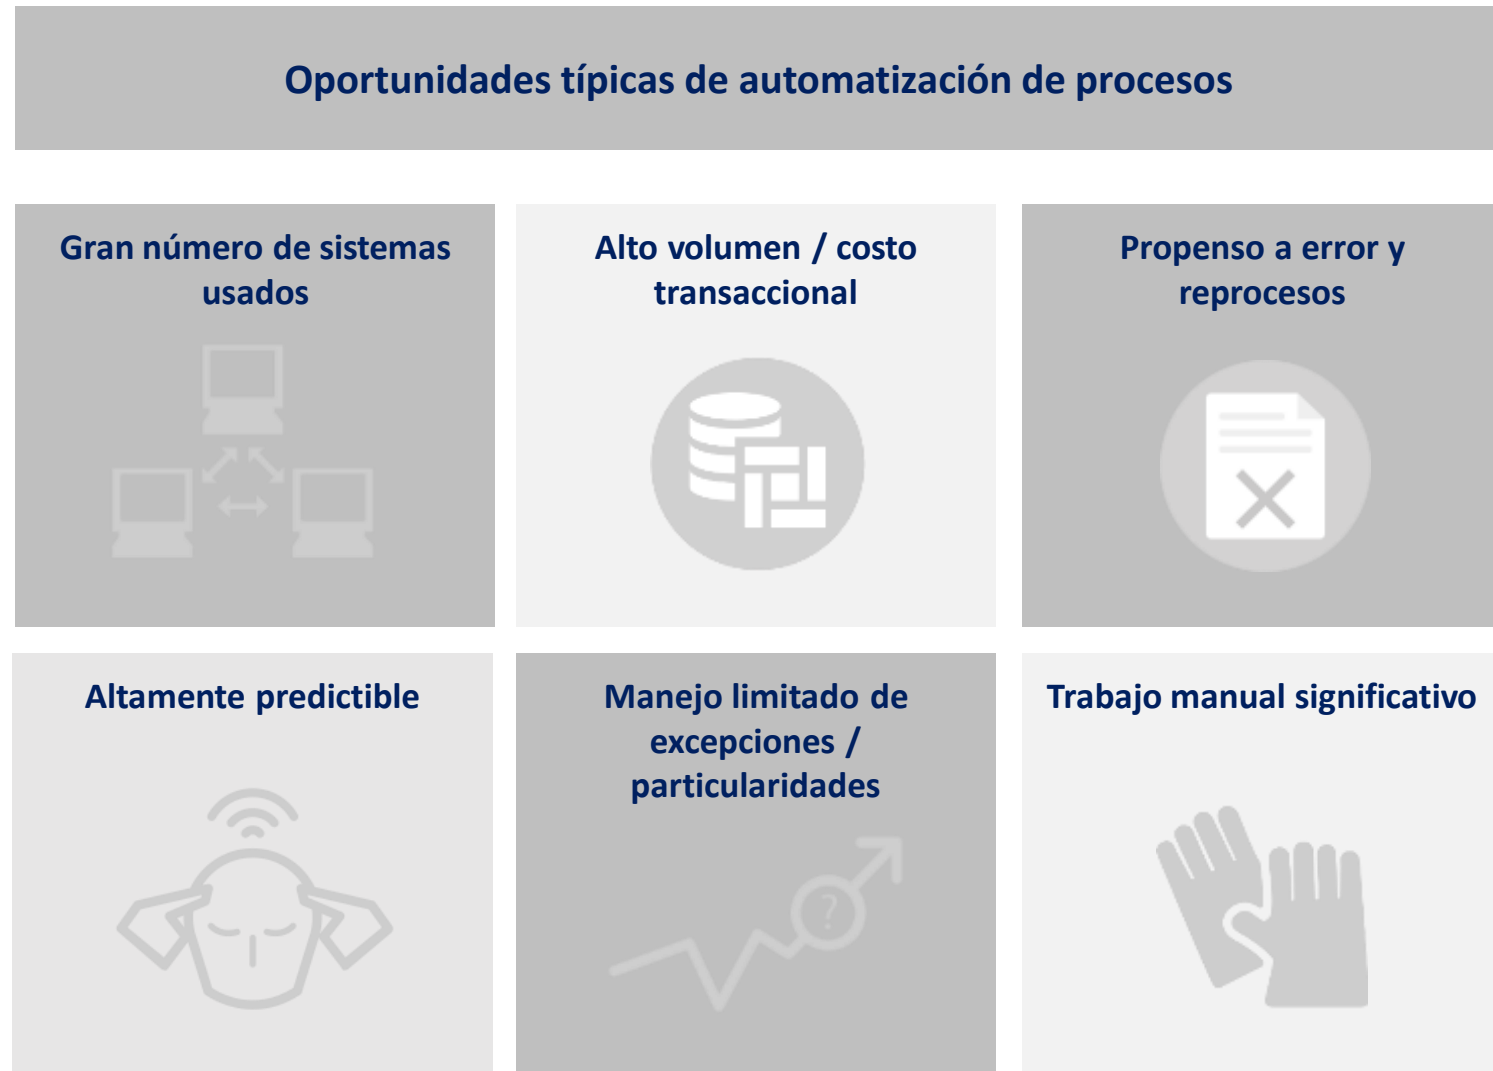 Oportunidades típicas de automatización de procesos
Gran número de sistemas
usados
Alto volumen / costo
transaccional
Propenso a error y
reprocesos
Altamente predictible
Manejo limitado de
excepciones /
particularidades
?
Trabajo manual significativo